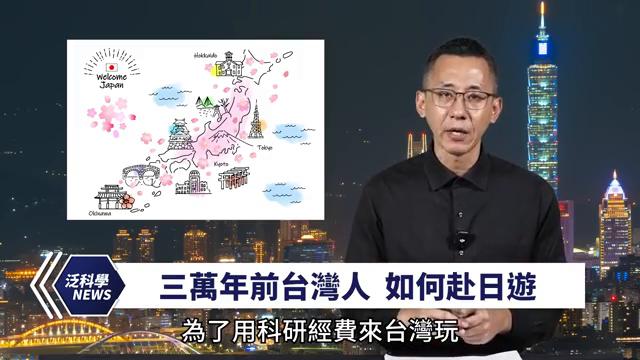 Hokkaido
Welcome
Japan
Tokyo
Kyoto
Okinawa
泛科學
NEWS
三萬年前台灣人 如何赴日遊
為了用科研經費來台灣玩